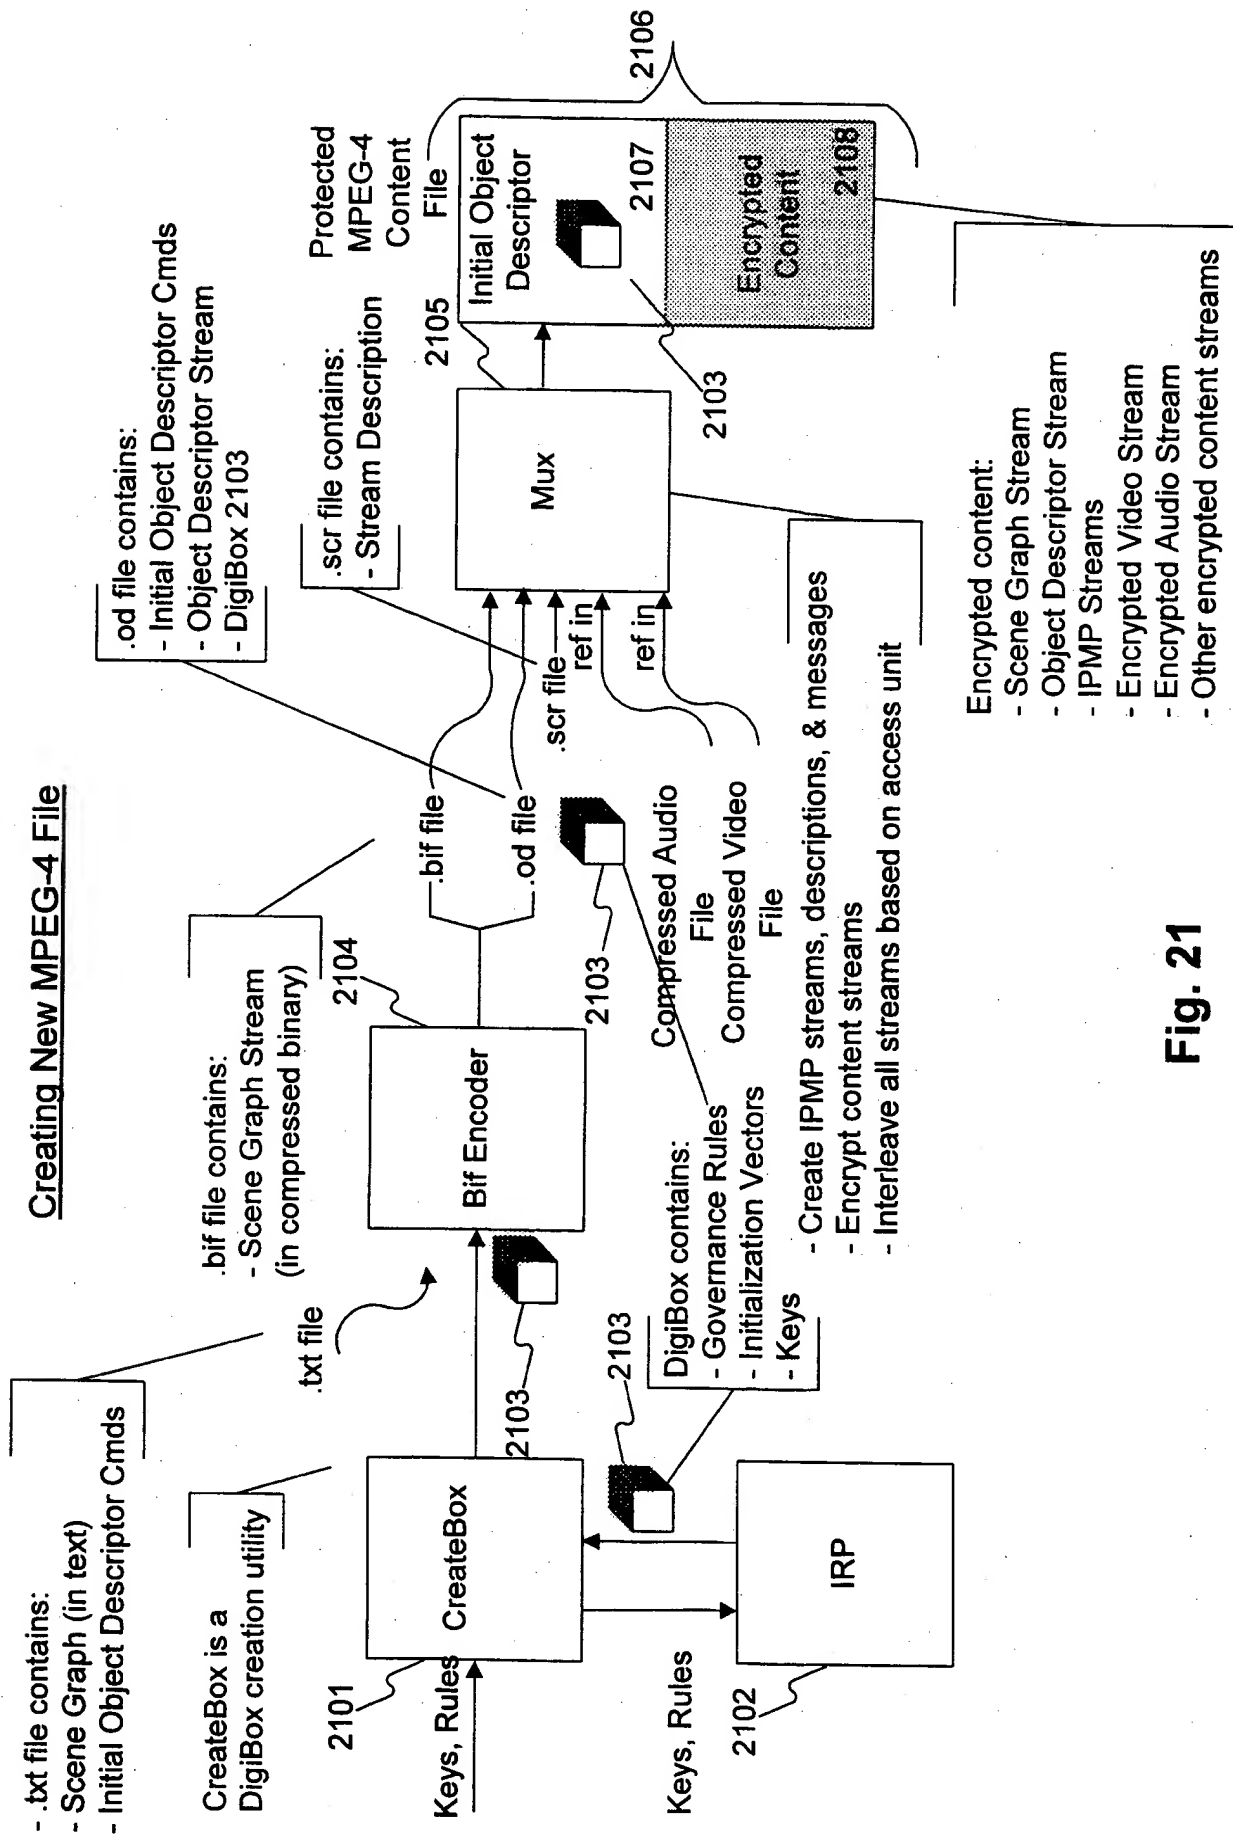 Creating New MPEG-4 File
- .txt file contains:
- Scene Graph (in text)
- Initial Object Descriptor Cmds
CreateBox is a
DigiBox creation utility
2101
Keys, Rules
CreateBox
Keys, Rules
2102
IRP
2103
.txt file
2103
.bif file contains:
- Scene Graph Stream
(in compressed binary)
2104
Bif Encoder
DigiBox contains:
- Governance Rules
- Initialization Vectors
- Keys
.bif file
.od file
2103
.od file contains:
- Initial Object Descriptor Cmds
- Object Descriptor Stream
- DigiBox 2103
.scr file contains:
- Stream Description
.scr file
ref in
ref in
Compressed Audio
File
Compressed Video
File
2105
Mux
- Create IPMP streams, descriptions, & messages
- Encrypt content streams
- Interleave all streams based on access unit
Protected
MPEG-4
Content
File
2106
Initial Object
Descriptor
2107
2103
Encrypted
Content
2108
Encrypted content:
- Scene Graph Stream
- Object Descriptor Stream
- IPMP Streams
- Encrypted Video Stream
- Encrypted Audio Stream
- Other encrypted content streams
Fig. 21